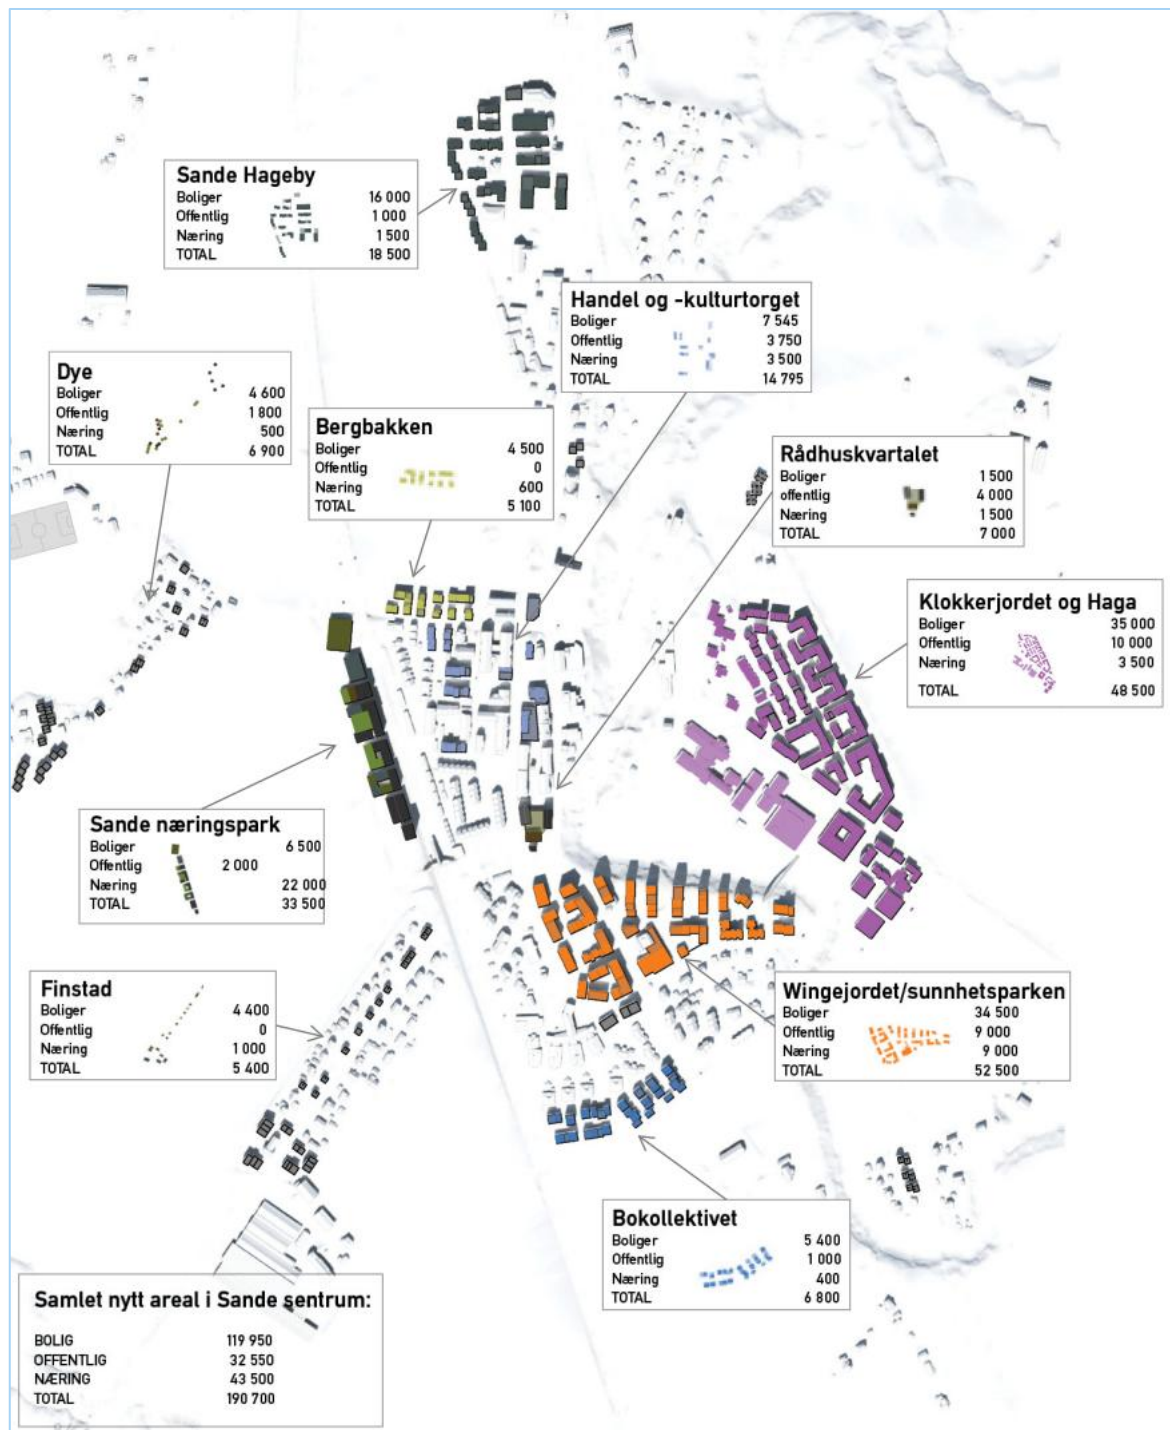 Sande Hageby
Boliger 16 000
Offentlig 1 000
Næring 1 500
TOTAL 18 500
Handel og -kulturtorget
Boliger 7 545
Offentlig 3 750
Næring 3 500
TOTAL 14 795
Dye
Boliger 4 600
Offentlig 1 800
Næring 500
TOTAL 6 900
Bergbakken
Boliger 4 500
Offentlig 0
Næring 600
TOTAL 5 100
Rådhuskvartalet
Boliger 1 500
offentlig 4 000
Næring 1 500
TOTAL 7 000
Klokkerjordet og Haga
Boliger 35 000
Offentlig 10 000
Næring 3 500
TOTAL 48 500
Sande næringspark
Boliger 6 500
Offentlig 2 000
Næring 22 000
TOTAL 33 500
Finstad
Boliger 4 400
Offentlig 0
Næring 1 000
TOTAL 5 400
Wingejordet/sunnhetsparken
Boliger 34 500
Offentlig 9 000
Næring 9 000
TOTAL 52 500
Bokollektivet
Boliger 5 400
Offentlig 1 000
Næring 400
TOTAL 6 800
Samlet nytt areal i Sande sentrum:
BOLIG 119 950
OFFENTLIG 32 550
NÆRING 43 500
TOTAL 190 700